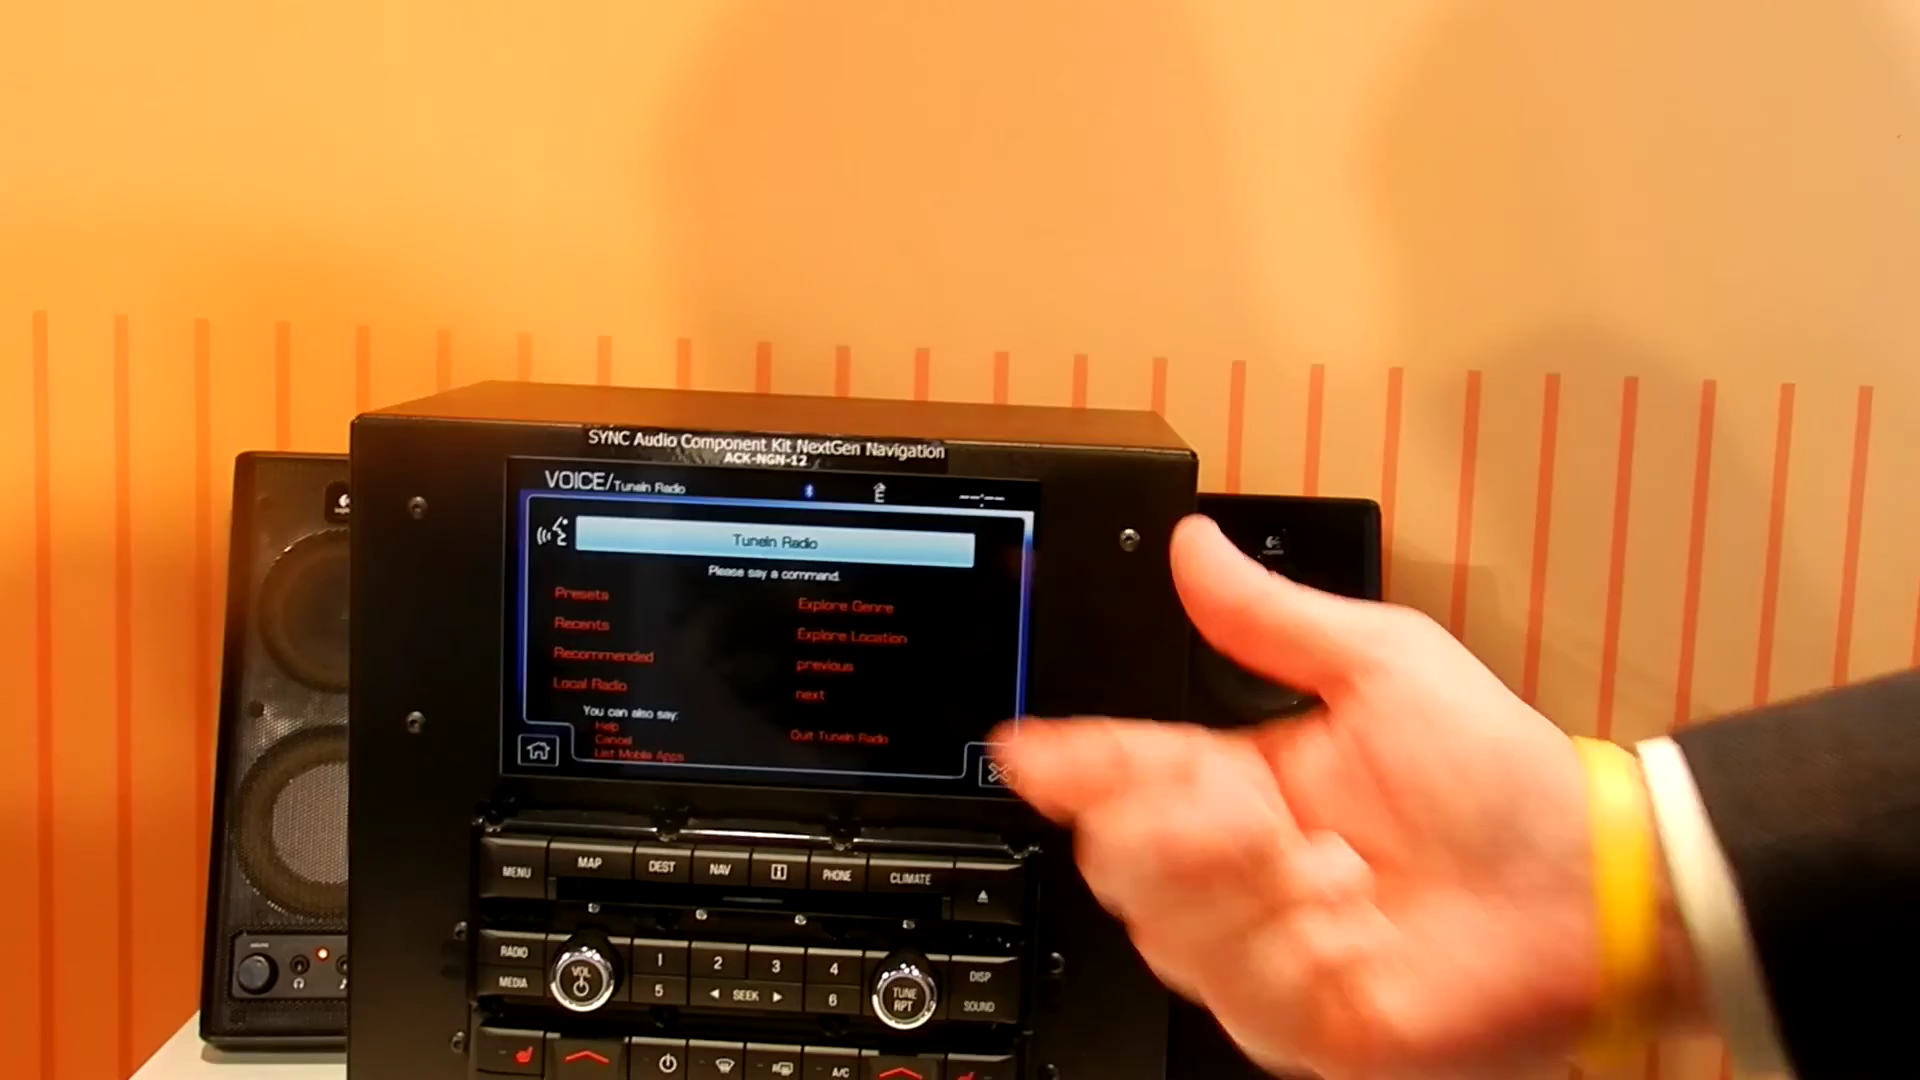 SYNC Audio Component Kit NextGen Navigation
ACK-NGN-12
VOICE/TuneIn Radio
E
--:--
TuneIn Radio
Please say a command.
Presets
Explore Genre
Recents
Explore Location
Recommended
previous
Local Radio
next
You can also say:
Help
Cancel
List Mobile Apps
Quit TuneIn Radio
MENU
MAP
DEST
NAV
PHONE
CLIMATE
RADIO
MEDIA
VOL
1
2
3
4
5
SEEK
6
TUNE
RPT
DISP
SOUND
A/C